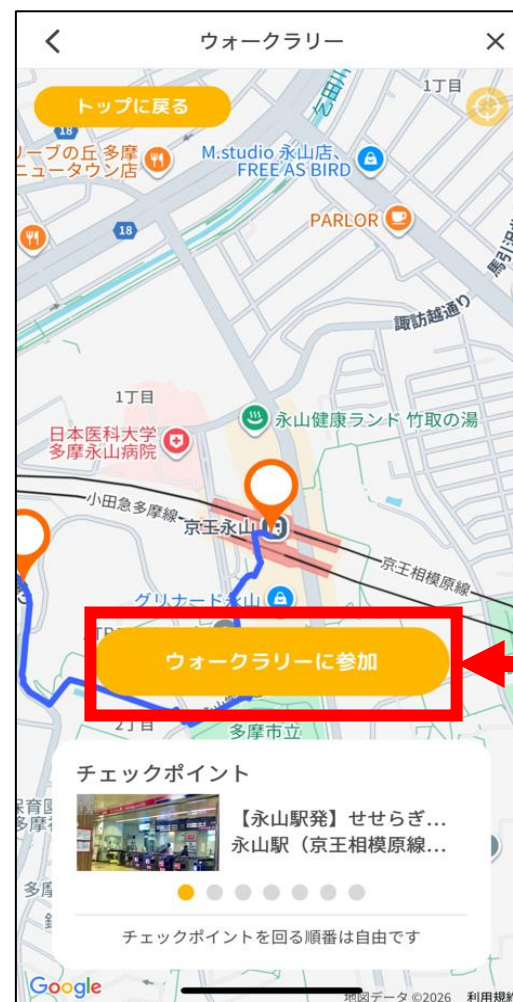 ウォークラリー
トップに戻る
1丁目
乞田川
18
ーブの丘 多摩
ニュータウン店
M.studio 永山店、
FREE AS BIRD
18
PARLOR
諏訪越通り
1丁目
永山健康ランド 竹取の湯
日本医科大学
多摩永山病院
小田急多摩線
京王永山
京王相模原線
グリナード永山
ウォークラリーに参加
2丁目
多摩市立
チェックポイント
【永山駅発】せせらぎ...
永山駅（京王相模原線...
チェックポイントを回る順番は自由です
Google
地図データ ©2026
利用規約